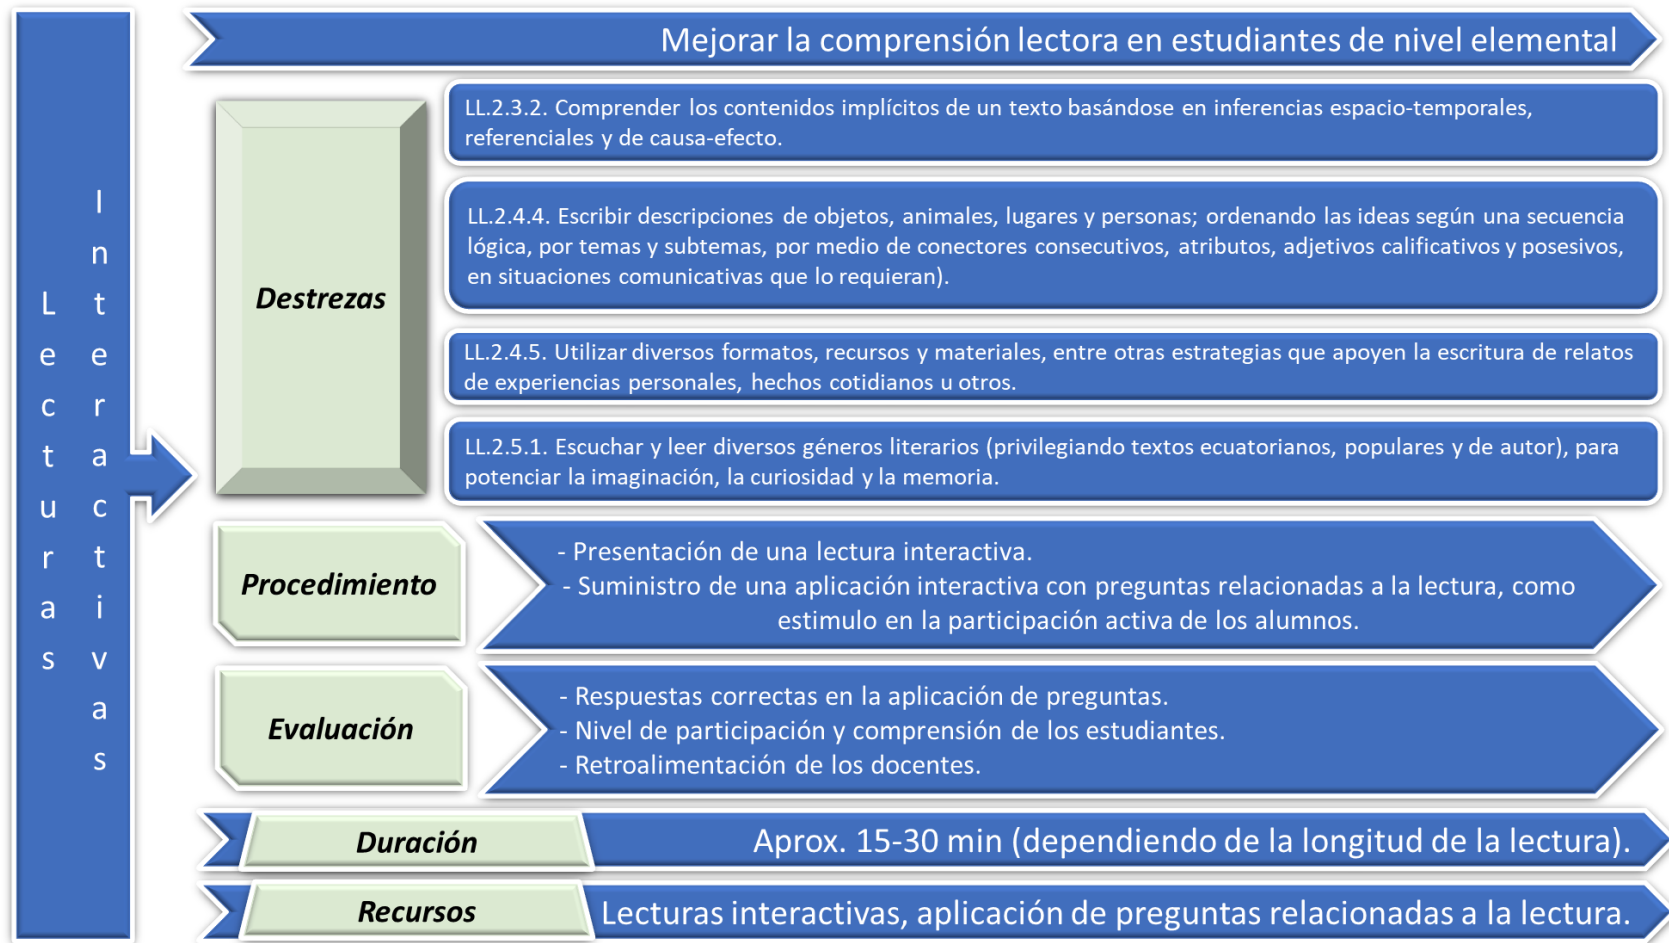 Lecturas
Interactivas
Mejorar la comprensión lectora en estudiantes de nivel elemental
Destrezas
LL.2.3.2. Comprender los contenidos implícitos de un texto basándose en inferencias espacio-temporales,
referenciales y de causa-efecto.
LL.2.4.4. Escribir descripciones de objetos, animales, lugares y personas; ordenando las ideas según una secuencia
lógica, por temas y subtemas, por medio de conectores consecutivos, atributos, adjetivos calificativos y posesivos,
en situaciones comunicativas que lo requieran).
LL.2.4.5. Utilizar diversos formatos, recursos y materiales, entre otras estrategias que apoyen la escritura de relatos
de experiencias personales, hechos cotidianos u otros.
LL.2.5.1. Escuchar y leer diversos géneros literarios (privilegiando textos ecuatorianos, populares y de autor), para
potenciar la imaginación, la curiosidad y la memoria.
Procedimiento
- Presentación de una lectura interactiva.
- Suministro de una aplicación interactiva con preguntas relacionadas a la lectura, como
estimulo en la participación activa de los alumnos.
Evaluación
- Respuestas correctas en la aplicación de preguntas.
- Nivel de participación y comprensión de los estudiantes.
- Retroalimentación de los docentes.
Duración
Aprox. 15-30 min (dependiendo de la longitud de la lectura).
Recursos
Lecturas interactivas, aplicación de preguntas relacionadas a la lectura.